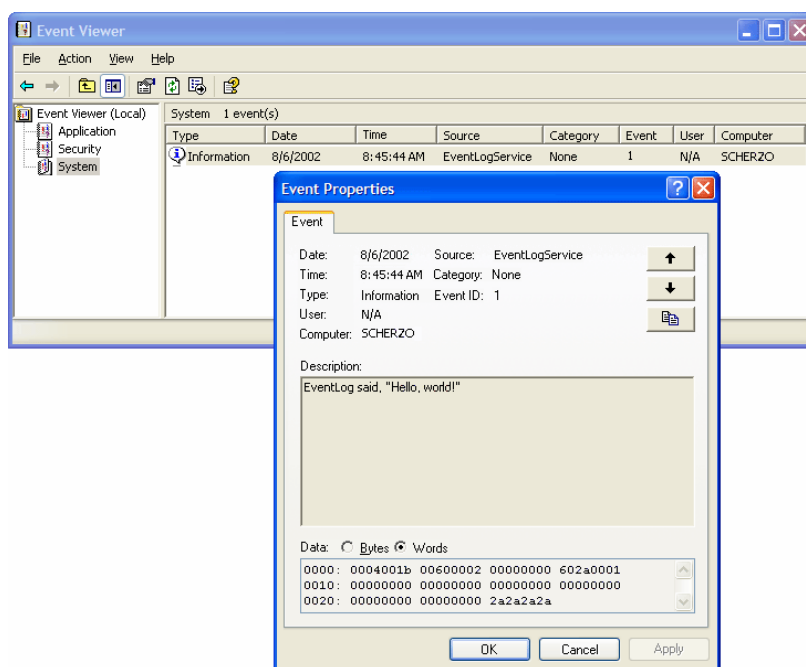 Event Viewer
File Action View Help
Event Viewer (Local)
Application
Security
System
System 1 event(s)
Type Date Time Source Category Event User Computer
Information 8/6/2002 8:45:44 AM EventLogService None 1 N/A SCHERZO
Event Properties
Event
Date: 8/6/2002 Source: EventLogService
Time: 8:45:44 AM Category: None
Type: Information Event ID: 1
User: N/A
Computer: SCHERZO
Description:
EventLog said, "Hello, world!"
Data: Bytes Words
0000: 0004001b 00600002 00000000 602a0001
0010: 00000000 00000000 00000000 00000000
0020: 00000000 00000000 2a2a2a2a
OK Cancel Apply